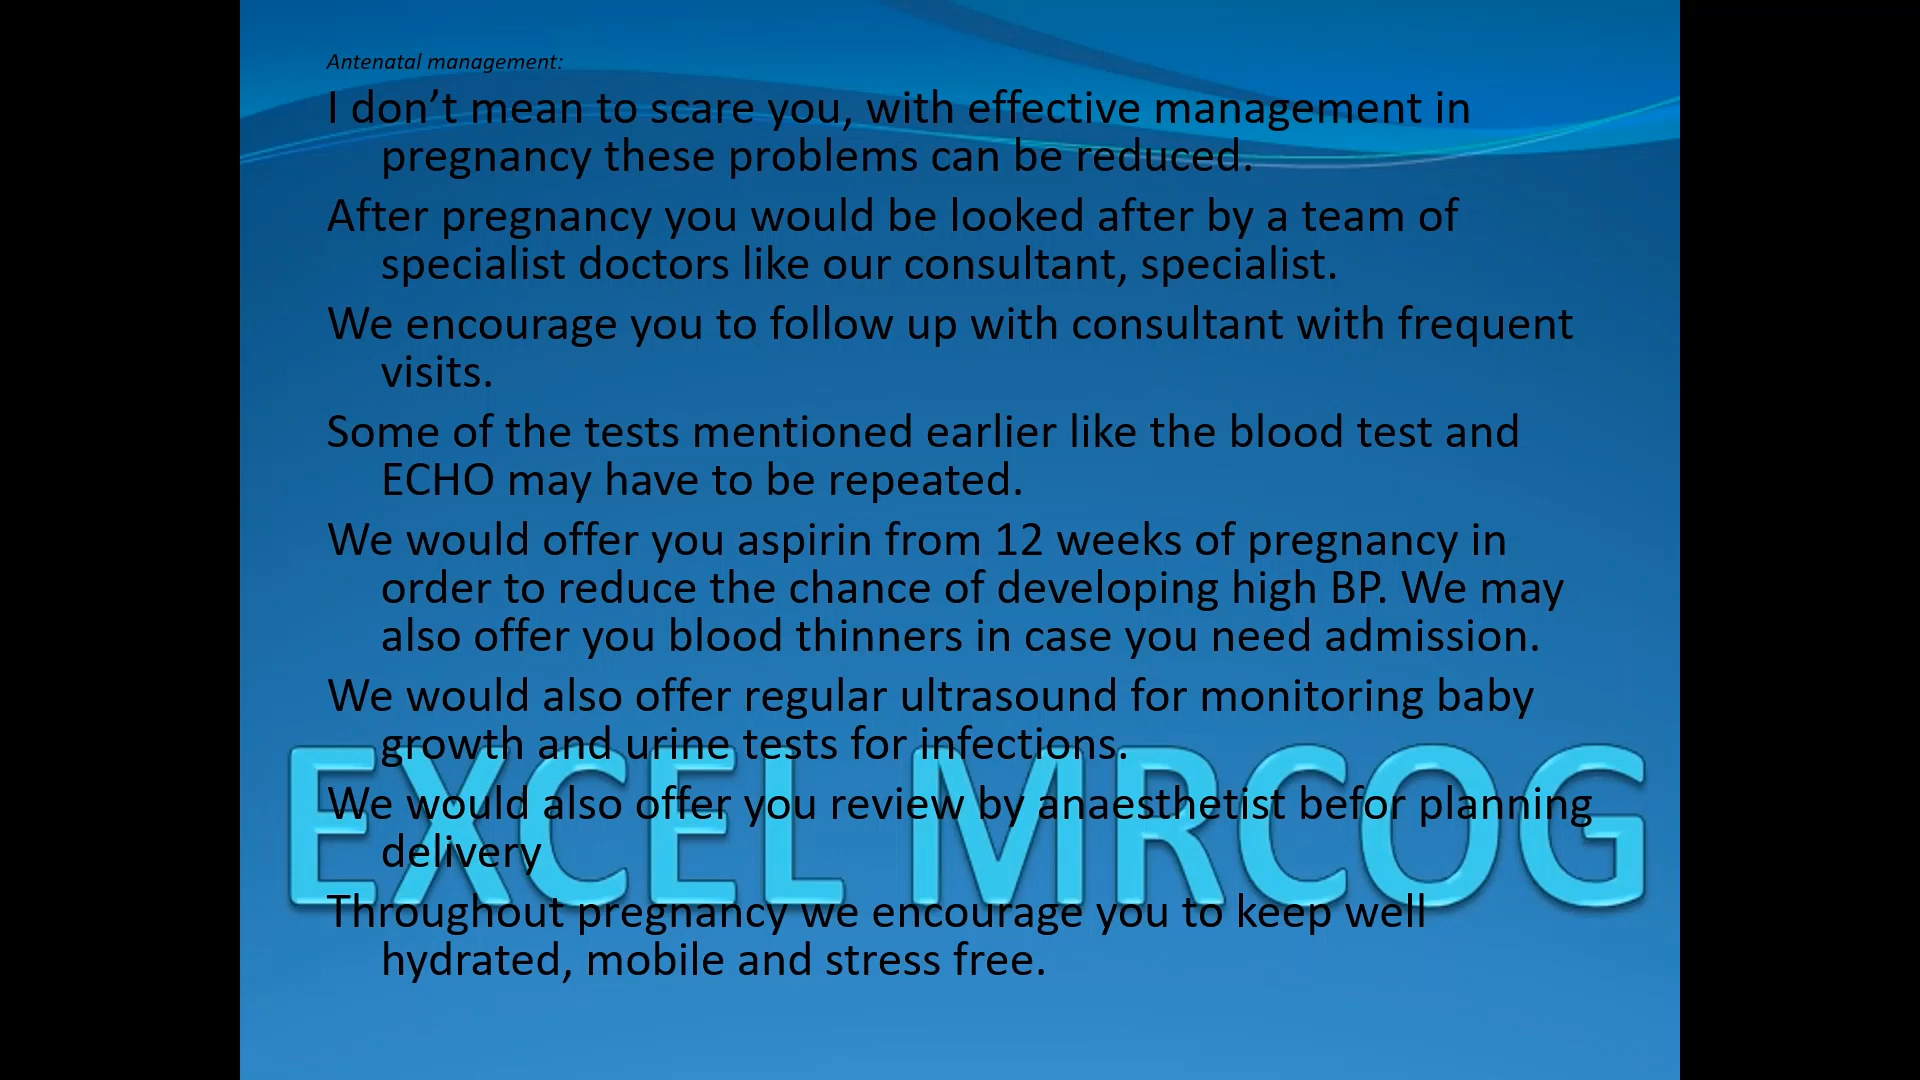 Antenatal management:
I don’t mean to scare you, with effective management in
pregnancy these problems can be reduced.
After pregnancy you would be looked after by a team of
specialist doctors like our consultant, specialist.
We encourage you to follow up with consultant with frequent
visits.
Some of the tests mentioned earlier like the blood test and
ECHO may have to be repeated.
We would offer you aspirin from 12 weeks of pregnancy in
order to reduce the chance of developing high BP. We may
also offer you blood thinners in case you need admission.
We would also offer regular ultrasound for monitoring baby
growth and urine tests for infections.
We would also offer you review by anaesthetist befor planning
delivery
Throughout pregnancy we encourage you to keep well
hydrated, mobile and stress free.
EXCEL MRCOG